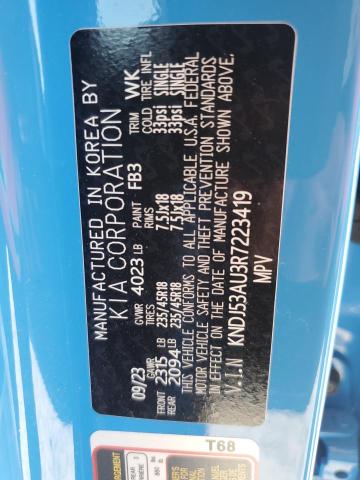 MANUFACTURED IN KOREA BY
KIA CORPORATION
GVWR 4023 LB PAINT FB3 TRIM WK
09/23 GAWR TIRES RIMS COLD TIRE INFL
FRONT 2315 LB 235/45R18 7.5Jx18 33psi SINGLE
REAR 2094 LB 235/45R18 7.5Jx18 33psi SINGLE
THIS VEHICLE CONFORMS TO ALL APPLICABLE U.S.A. FEDERAL
MOTOR VEHICLE SAFETY AND THEFT PREVENTION STANDARDS
IN EFFECT ON THE DATE OF MANUFACTURE SHOWN ABOVE.
V.I.N KNDJ53AU3R7223419
MPV
T68